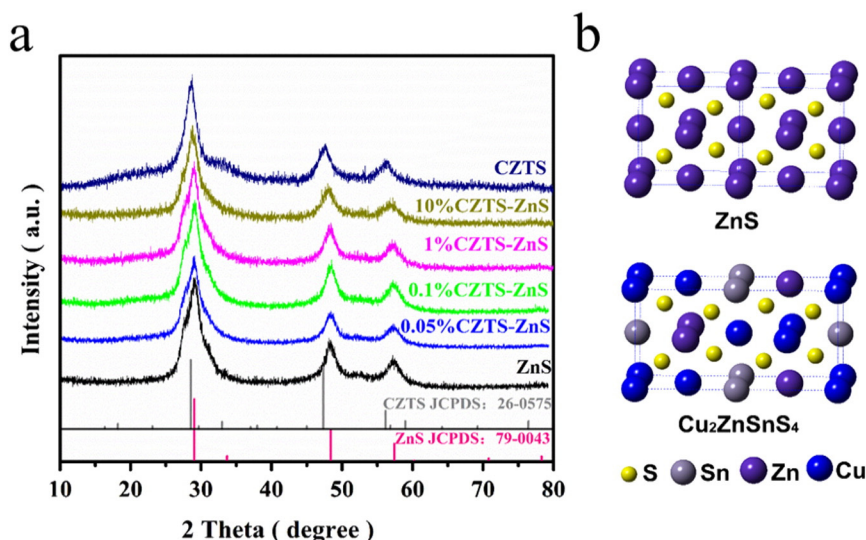 a
b
Intensity ( a.u. )
CZTS
10%CZTS-ZnS
1%CZTS-ZnS
0.1%CZTS-ZnS
0.05%CZTS-ZnS
ZnS
CZTS JCPDS: 26-0575
ZnS JCPDS: 79-0043
10 20 30 40 50 60 70 80
2 Theta ( degree )
ZnS
Cu₂ZnSnS₄
S Sn Zn Cu